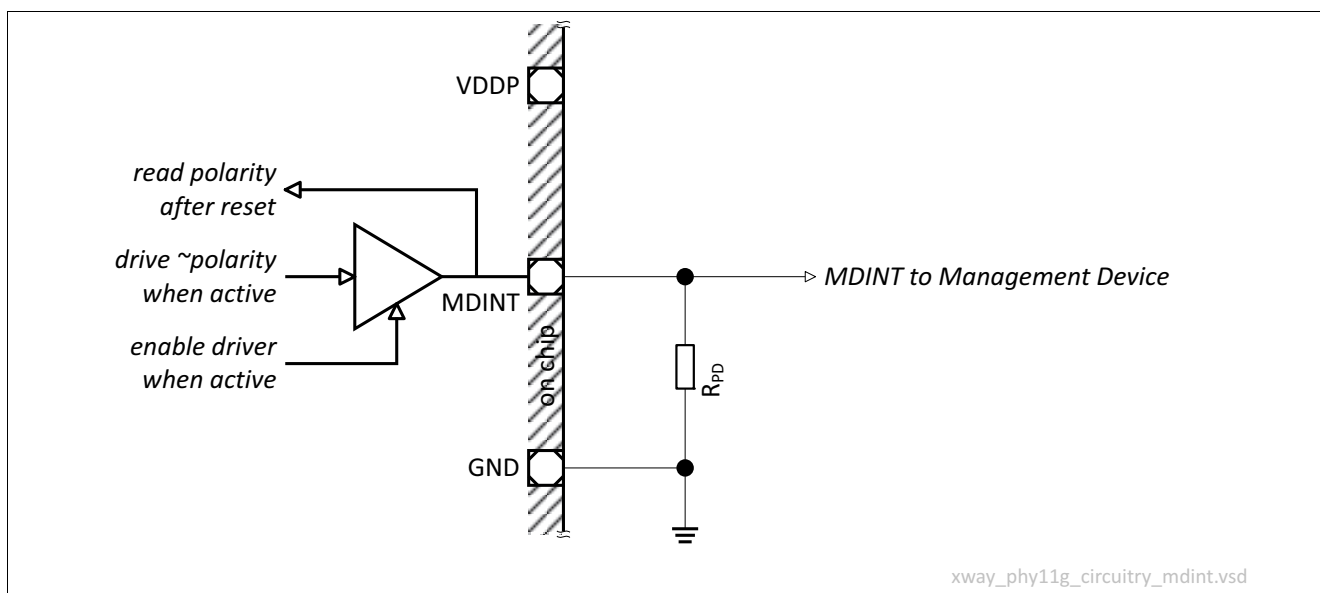 VDDP
read polarity
after reset
drive ~polarity
when active
MDINT
MDINT to Management Device
enable driver
when active
on chip
R_PD
GND
xway_phy11g_circuitry_mdint.vsd